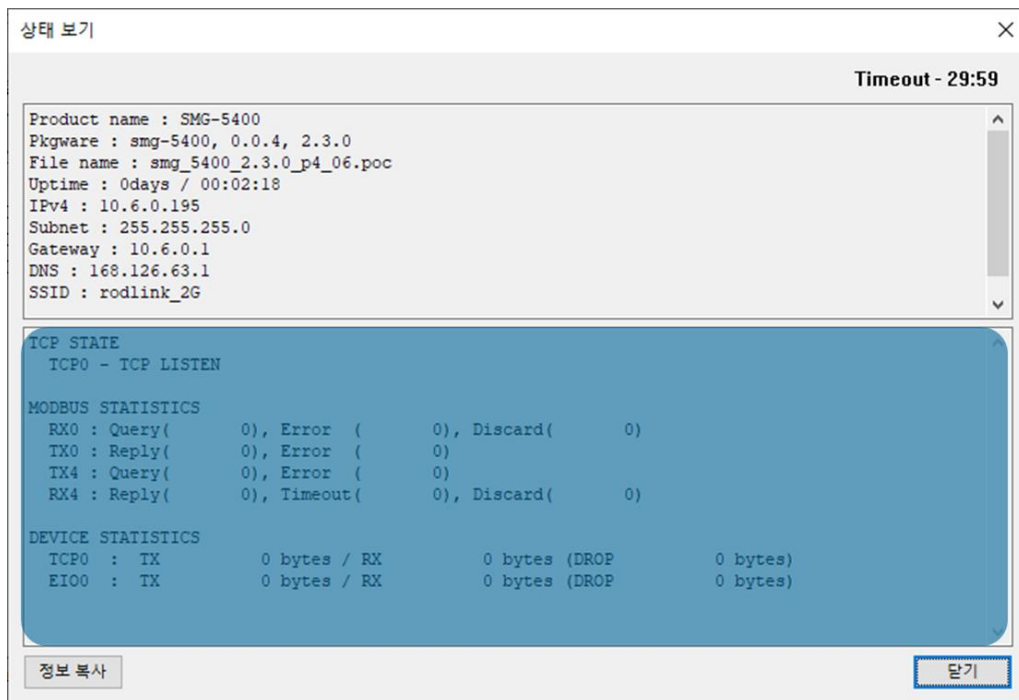 상태 보기
Timeout - 29:59
Product name : SMG-5400
Pkgware : smg-5400, 0.0.4, 2.3.0
File name : smg_5400_2.3.0_p4_06.poc
Uptime : 0days / 00:02:18
IPv4 : 10.6.0.195
Subnet : 255.255.255.0
Gateway : 10.6.0.1
DNS : 168.126.63.1
SSID : rodlink_2G
TCP STATE
TCP0 - TCP LISTEN
MODBUS STATISTICS
RX0 : Query( 0), Error ( 0), Discard( 0)
TX0 : Reply( 0), Error ( 0)
TX4 : Query( 0), Error ( 0)
RX4 : Reply( 0), Timeout( 0), Discard( 0)
DEVICE STATISTICS
TCP0 : TX 0 bytes / RX 0 bytes (DROP 0 bytes)
EIO0 : TX 0 bytes / RX 0 bytes (DROP 0 bytes)
정보 복사
닫기